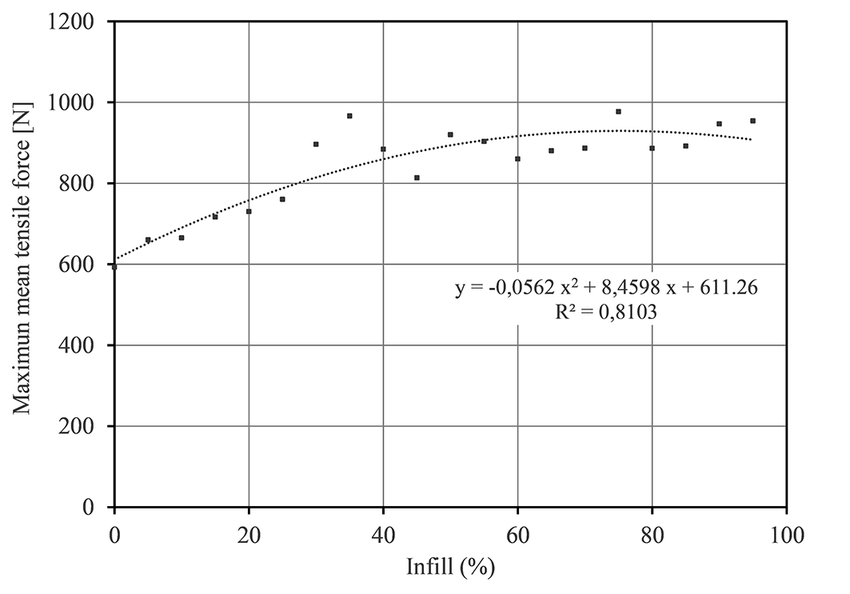 1200
1000
800
600
400
200
0
Maximun mean tensile force [N]
y = -0,0562 x² + 8,4598 x + 611.26
R² = 0,8103
0 20 40 60 80 100
Infill (%)